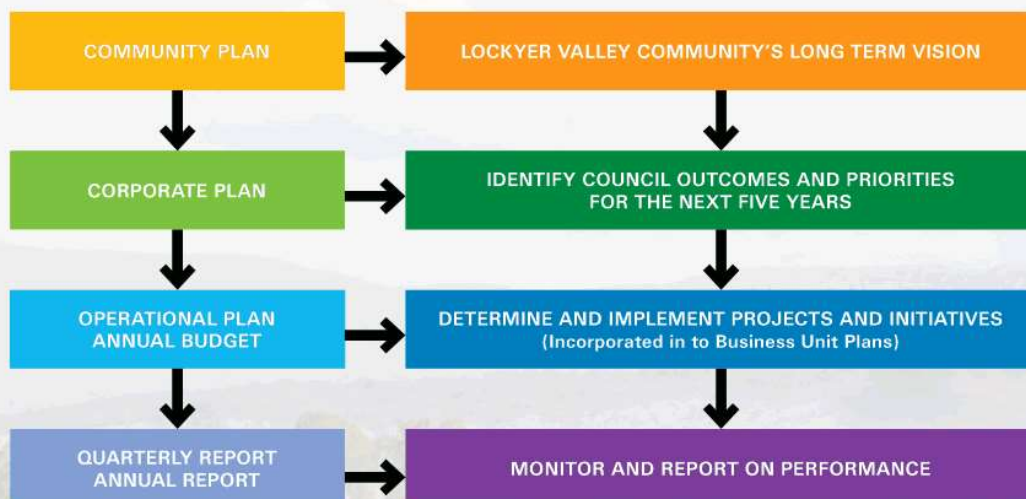 COMMUNITY PLAN
LOCKYER VALLEY COMMUNITY'S LONG TERM VISION
CORPORATE PLAN
IDENTIFY COUNCIL OUTCOMES AND PRIORITIES
FOR THE NEXT FIVE YEARS
OPERATIONAL PLAN
ANNUAL BUDGET
DETERMINE AND IMPLEMENT PROJECTS AND INITIATIVES
(Incorporated in to Business Unit Plans)
QUARTERLY REPORT
ANNUAL REPORT
MONITOR AND REPORT ON PERFORMANCE